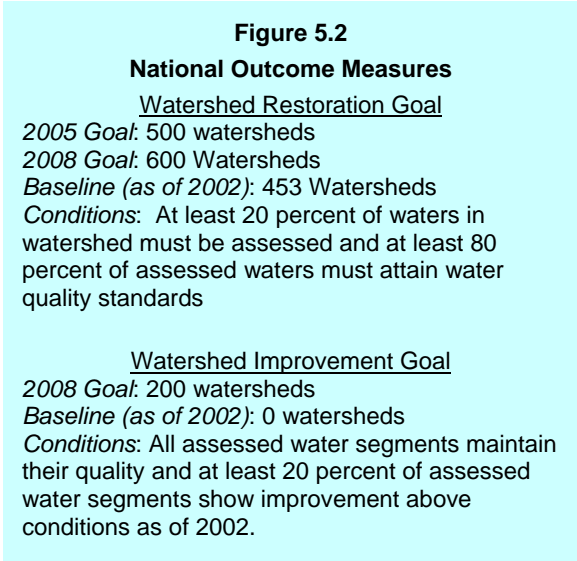 Figure 5.2
National Outcome Measures
Watershed Restoration Goal
2005 Goal: 500 watersheds
2008 Goal: 600 Watersheds
Baseline (as of 2002): 453 Watersheds
Conditions:  At least 20 percent of waters in
watershed must be assessed and at least 80
percent of assessed waters must attain water
quality standards
Watershed Improvement Goal
2008 Goal: 200 watersheds
Baseline (as of 2002): 0 watersheds
Conditions: All assessed water segments maintain
their quality and at least 20 percent of assessed
water segments show improvement above
conditions as of 2002.